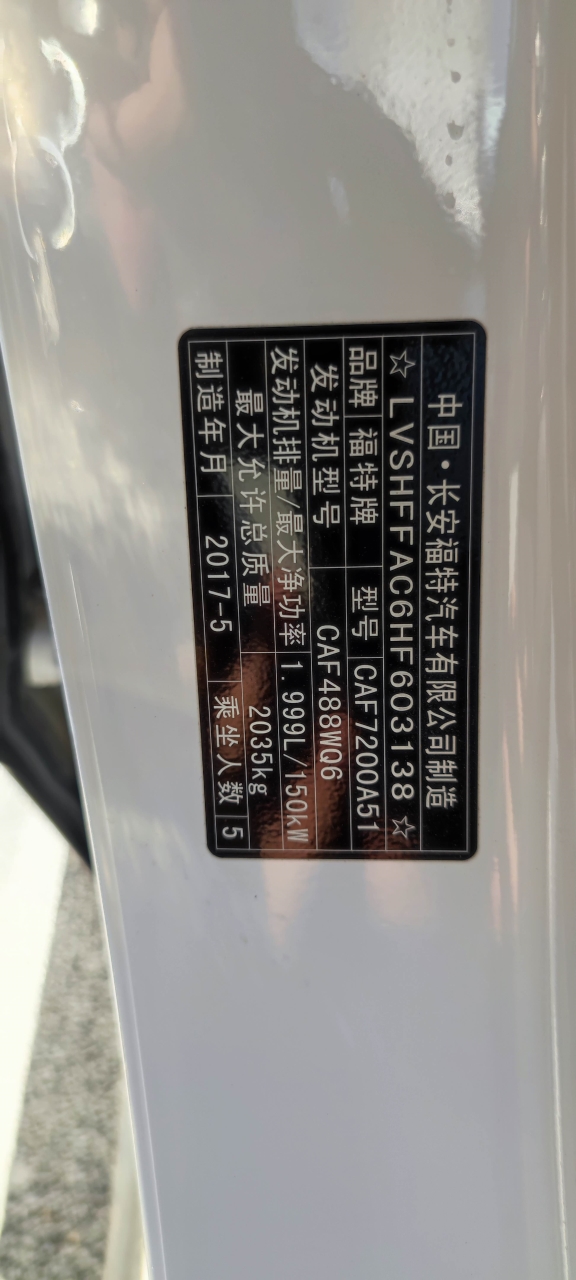 中国·长安福特汽车有限公司制造
☆LVSHFFAC6HF603138☆
品牌 福特牌 型号 CAF7200A51
发动机型号 CAF488WQ6
发动机排量/最大净功率 1.999L/150kW
最大允许总质量 2035kg
制造年月 2017-5 乘坐人数 5